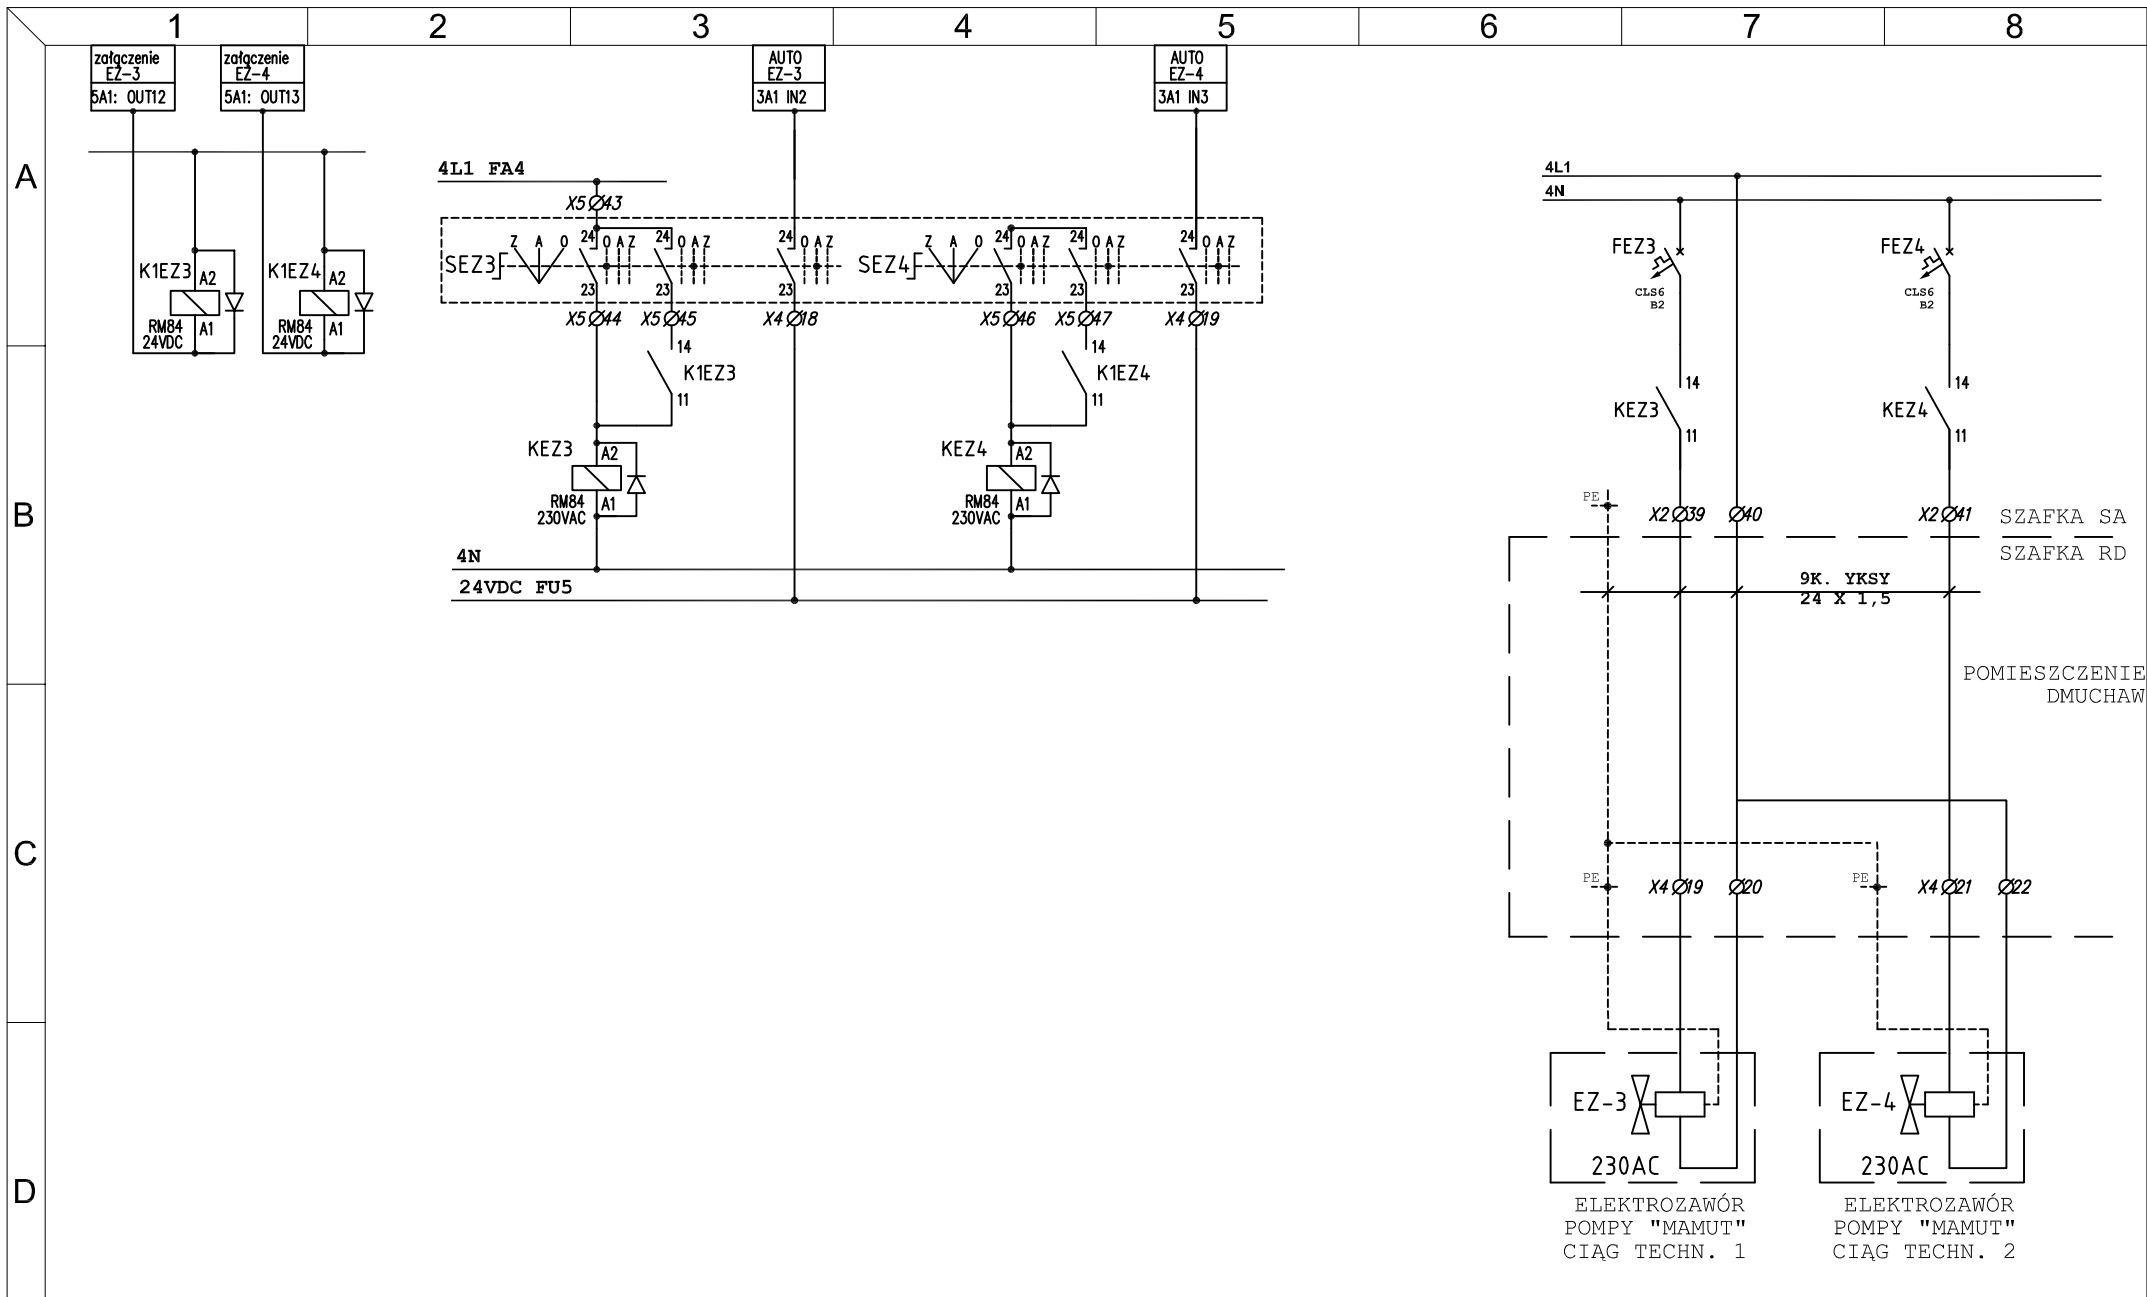 1 2 3 4 5 6 7 8
załączenie
EZ-3
5A1: OUT12
załączenie
EZ-4
5A1: OUT13
AUTO
EZ-3
3A1 IN2
AUTO
EZ-4
3A1 IN3
A
4L1 FA4
X5 43
4L1
4N
Z A 0 24 0 A Z 24 0 A Z 24 0 A Z
SEZ3
23 23 23
Z A 0 24 0 A Z 24 0 A Z 24 0 A Z
SEZ4
23 23 23
X5 44 X5 45 X4 18 X5 46 X5 47 X4 19
K1EZ3 A2
RM84 A1
24VDC
K1EZ4 A2
RM84 A1
24VDC
FEZ3
CLS6
B2
FEZ4
CLS6
B2
B
14
K1EZ3
11
14
K1EZ4
11
14
KEZ3
11
14
KEZ4
11
KEZ3 A2
RM84 A1
230VAC
KEZ4 A2
RM84 A1
230VAC
4N
24VDC FU5
PE
X2 39 40 X2 41
SZAFKA SA
SZAFKA RD
9K. YKSY
24 X 1,5
POMIESZCZENIE
DMUCHAW
C
PE X4 19 20 PE X4 21 22
D
EZ-3
230AC
EZ-4
230AC
ELEKTROZAWÓR
POMPY "MAMUT"
CIĄG TECHN. 1
ELEKTROZAWÓR
POMPY "MAMUT"
CIĄG TECHN. 2